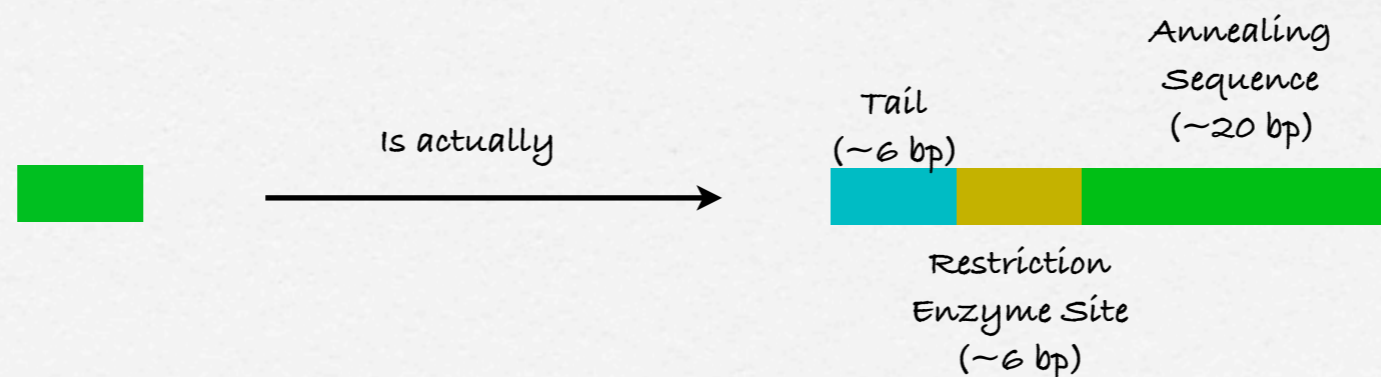 Is actually
Tail
(~6 bp)
Annealing
Sequence
(~20 bp)
Restriction
Enzyme Site
(~6 bp)